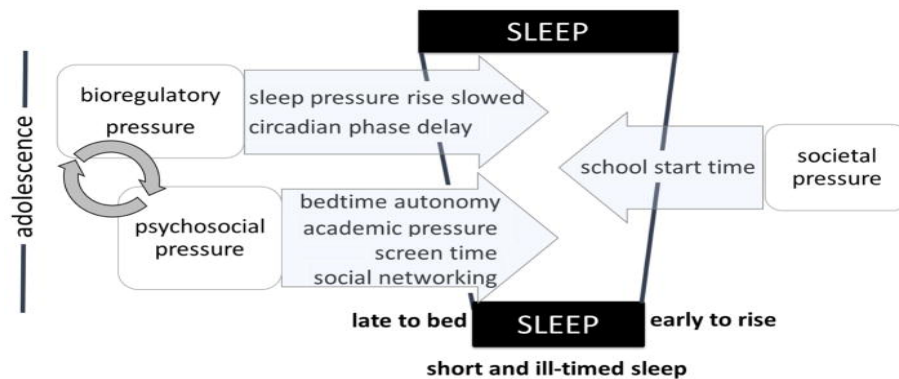 SLEEP
adolescence
bioregulatory
pressure
sleep pressure rise slowed
circadian phase delay
school start time
societal
pressure
psychosocial
pressure
bedtime autonomy
academic pressure
screen time
social networking
late to bed
SLEEP
early to rise
short and ill-timed sleep